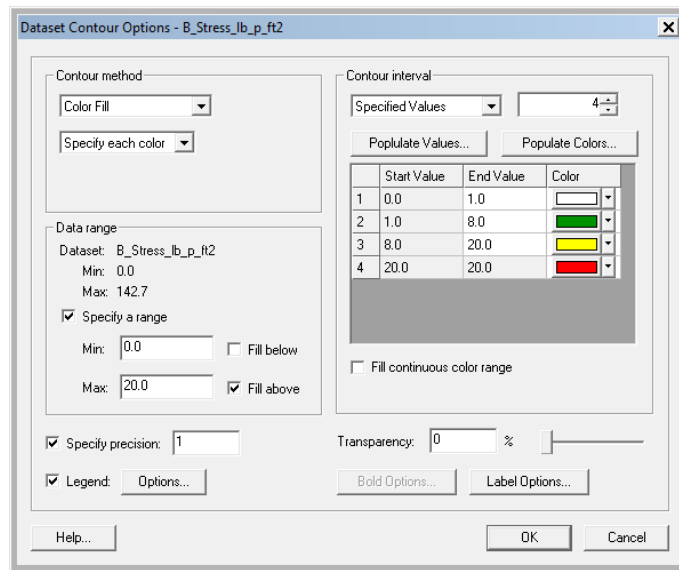 Dataset Contour Options - B_Stress_lb_p_ft2
Contour method
Color Fill
Specify each color
Data range
Dataset: B_Stress_lb_p_ft2
Min: 0.0
Max: 142.7
Specify a range
Min: 0.0 Fill below
Max: 20.0 Fill above
Specify precision: 1
Legend: Options...
Contour interval
Specified Values 4
Poplulate Values... Populate Colors...
Start Value End Value Color
1 0.0 1.0
2 1.0 8.0
3 8.0 20.0
4 20.0 20.0
Fill continuous color range
Transparency: 0 %
Bold Options... Label Options...
Help... OK Cancel